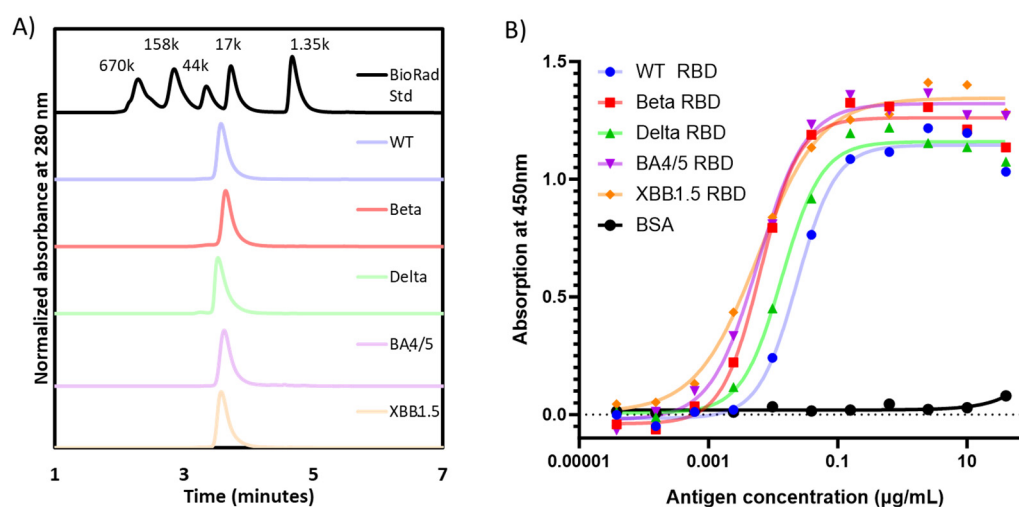 A)
Normalized absorbance at 280 nm
670k
158k
44k
17k
1.35k
BioRad
Std
WT
Beta
Delta
BA4/5
XBB1.5
1 3 5 7
Time (minutes)
B)
Absorption at 450nm
1.5
1.0
0.5
0.0
WT RBD
Beta RBD
Delta RBD
BA4/5 RBD
XBB.1.5 RBD
BSA
0.00001 0.001 0.1 10
Antigen concentration (µg/mL)